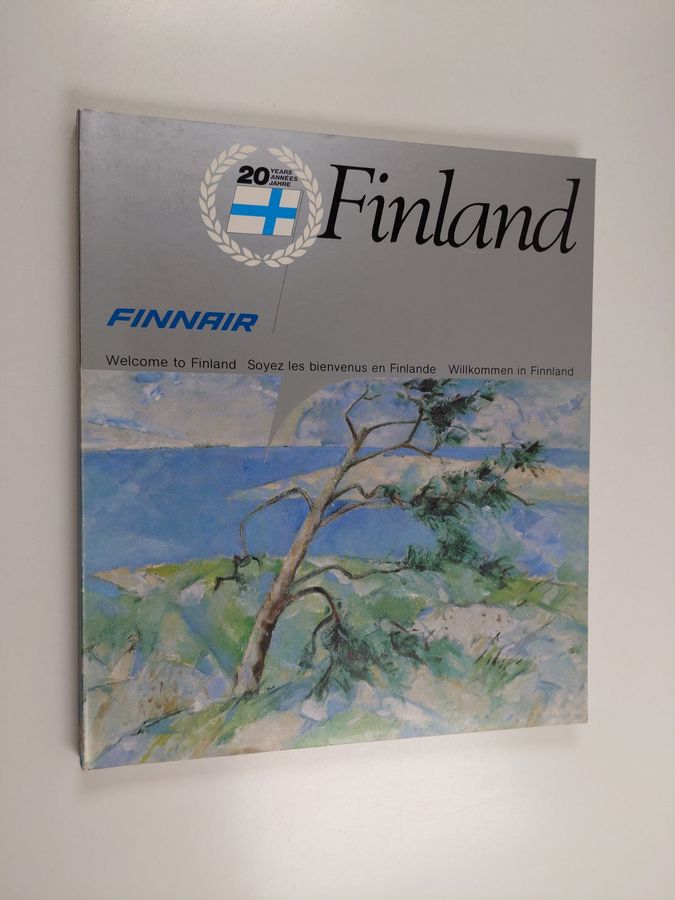 20 YEARS
ANNÉES
JAHRE
Finland
FINNAIR
Welcome to Finland Soyez les bienvenus en Finlande Willkommen in Finnland